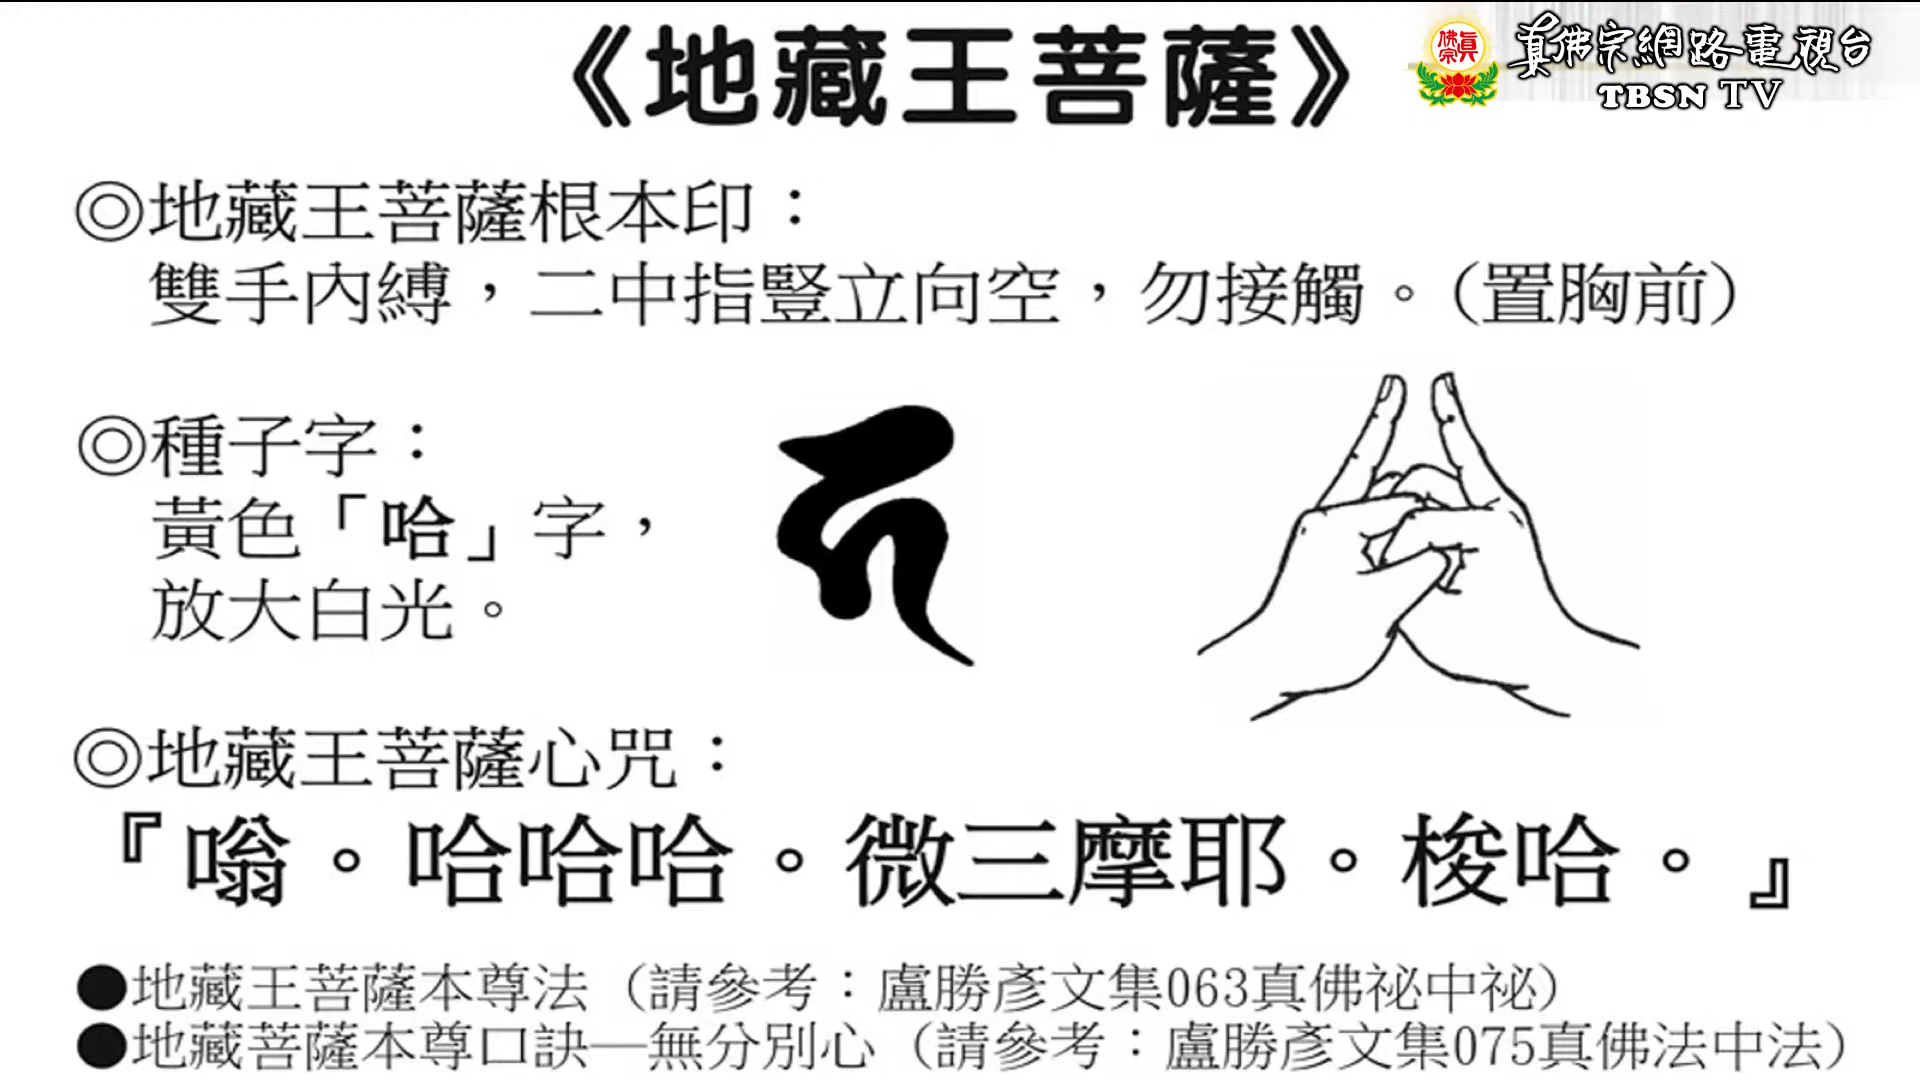 《地藏王菩薩》
真佛宗網路電視台
TBSN TV
◎地藏王菩薩根本印：
雙手內縛，二中指豎立向空，勿接觸。(置胸前)
◎種子字：
黃色「哈」字，
放大白光。
◎地藏王菩薩心咒：
『嗡。哈哈哈。微三摩耶。梭哈。』
●地藏王菩薩本尊法（請參考：盧勝彥文集063真佛祕中祕）
●地藏菩薩本尊口訣—無分別心（請參考：盧勝彥文集075真佛法中法）